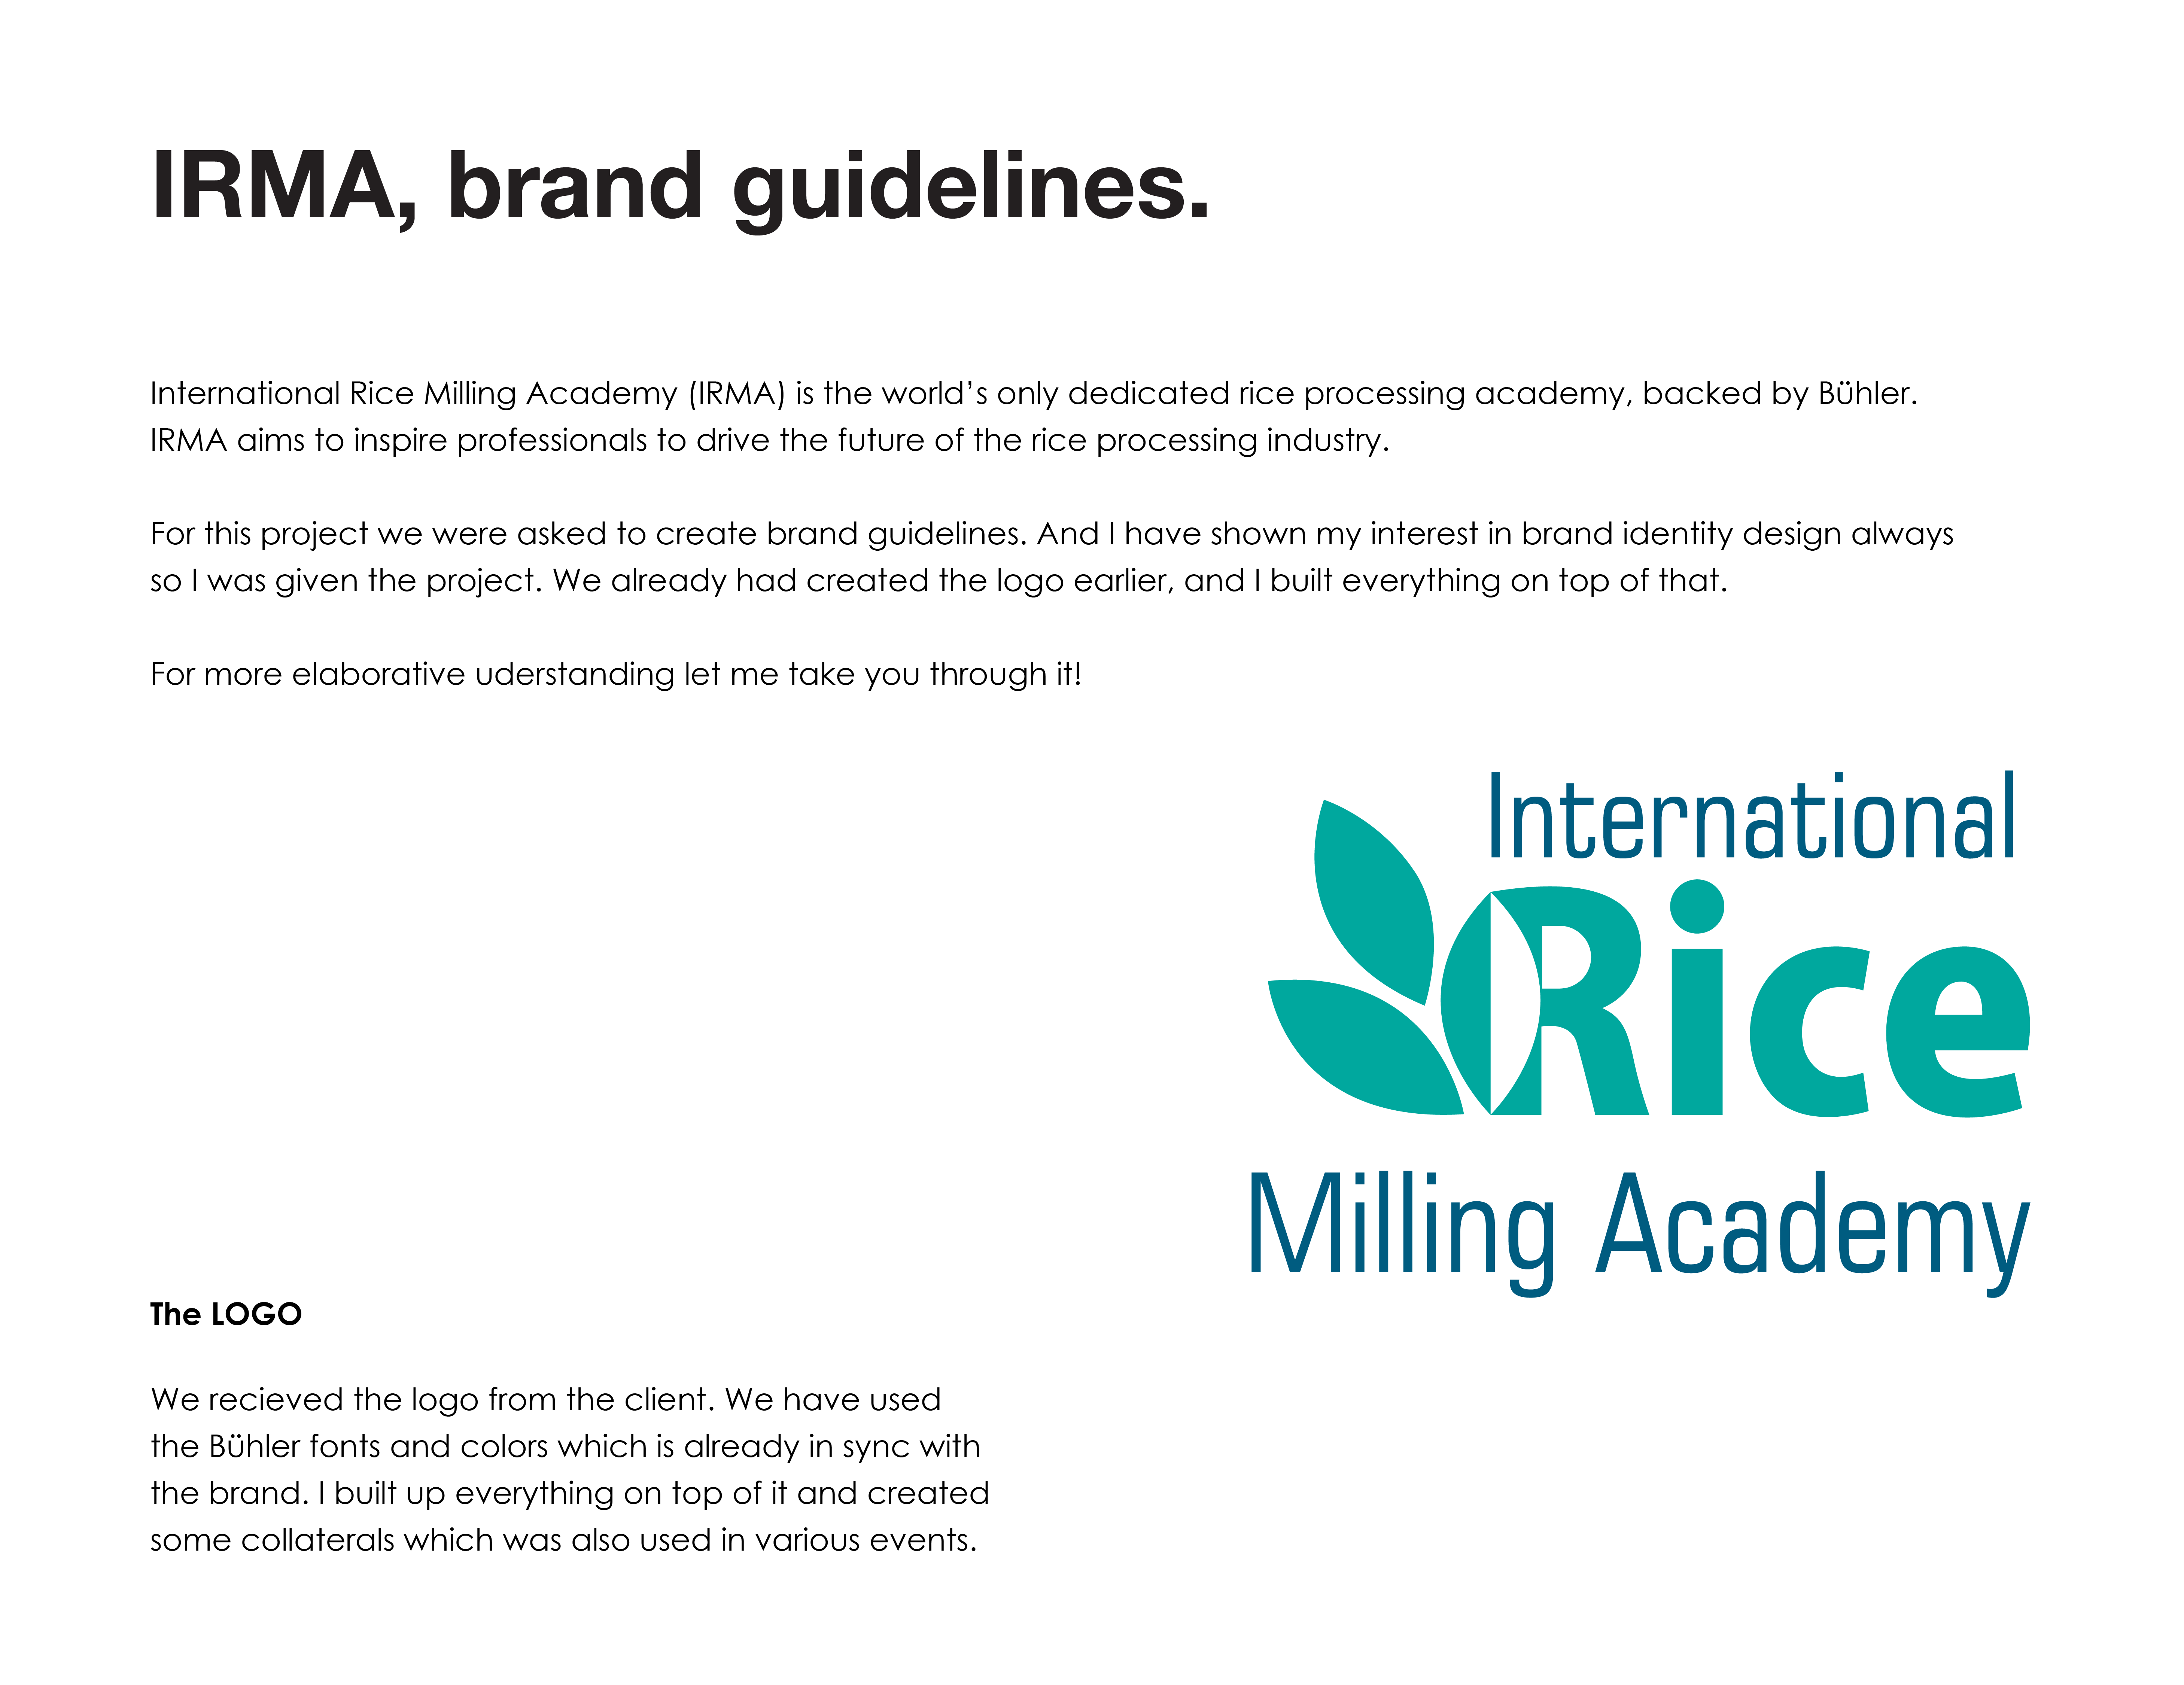 IRMA, brand guidelines.
International Rice Milling Academy (IRMA) is the world’s only dedicated rice processing academy, backed by Bühler.
IRMA aims to inspire professionals to drive the future of the rice processing industry.
For this project we were asked to create brand guidelines. And I have shown my interest in brand identity design always
so I was given the project. We already had created the logo earlier, and I built everything on top of that.
For more elaborative uderstanding let me take you through it!
International
Rice
Milling Academy
The LOGO
We recieved the logo from the client. We have used
the Bühler fonts and colors which is already in sync with
the brand. I built up everything on top of it and created
some collaterals which was also used in various events.